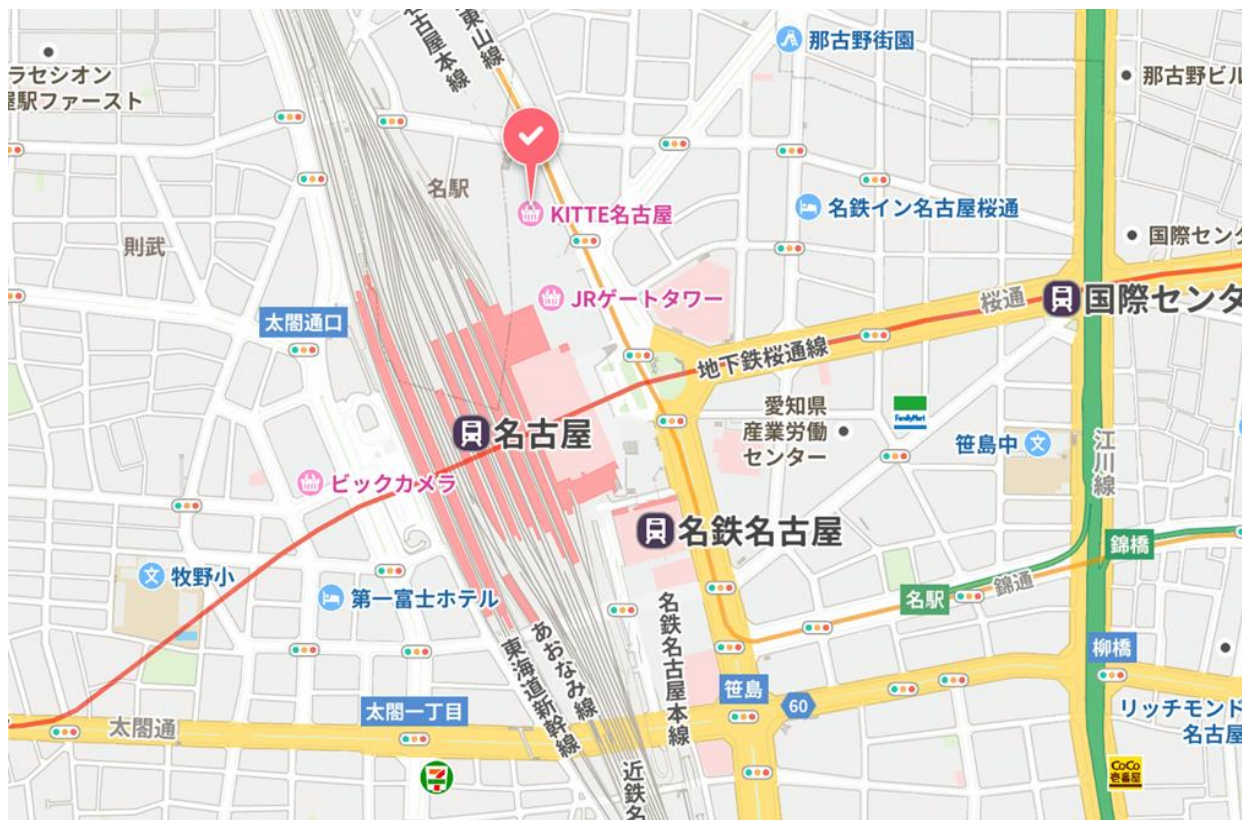 古屋本線
東山線
那古野街園
ラセシオン
屋駅ファースト
那古野ビル
名駅
KITTE名古屋
名鉄イン名古屋桜通
則武
国際センタ
JRゲートタワー
桜通
国際センタ
太閤通口
地下鉄桜通線
愛知県
産業労働
センター
FamilyMart
名古屋
笹島中
江川線
ビックカメラ
名鉄名古屋
錦橋
牧野小
第一富士ホテル
名駅
錦通
名鉄名古屋本線
あおなみ線
東海道新幹線
柳橋
笹島
太閤一丁目
60
太閤通
リッチモンド
名古屋
近鉄名
7
CoCo
壱番屋